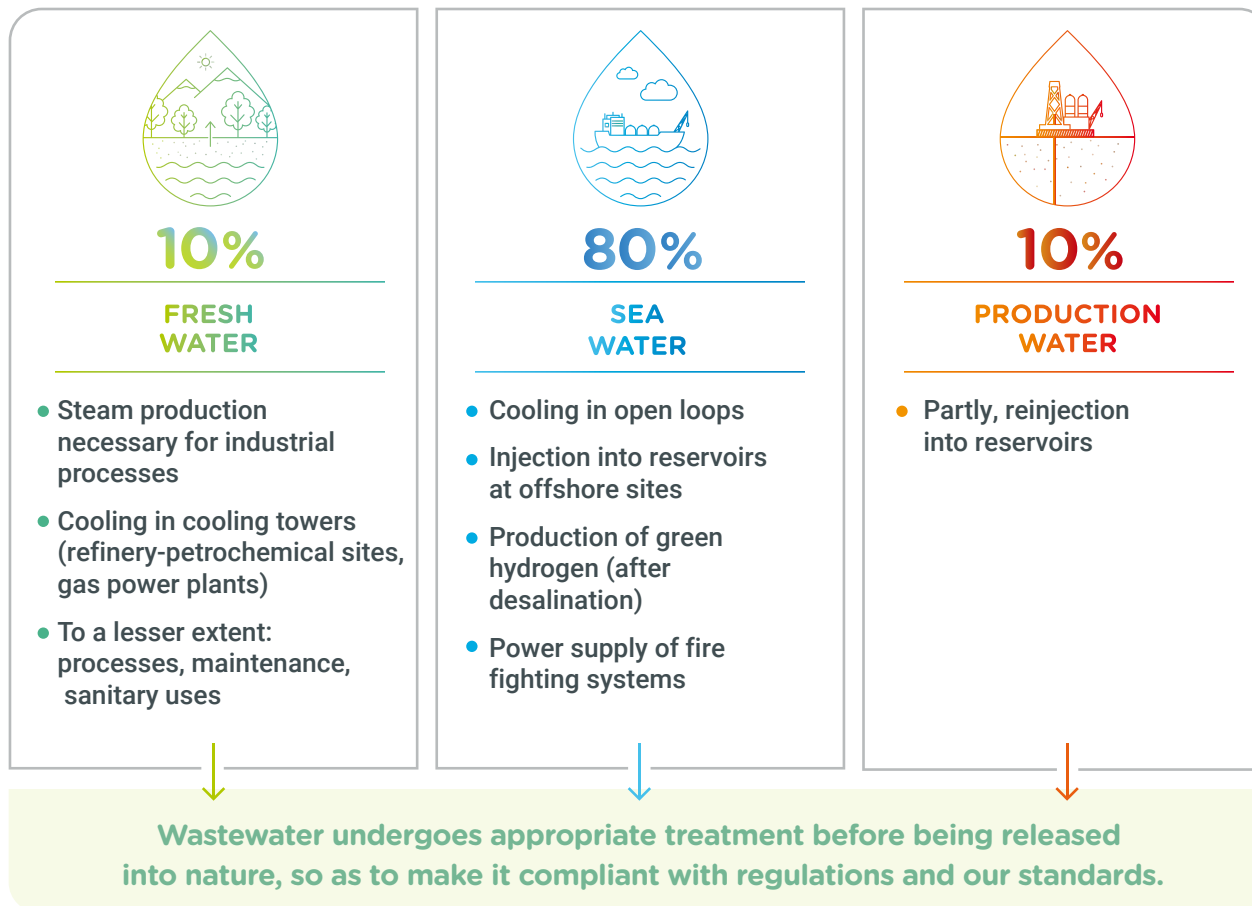 10%
FRESH
WATER
• Steam production
necessary for industrial
processes
• Cooling in cooling towers
(refinery-petrochemical sites,
gas power plants)
• To a lesser extent:
processes, maintenance,
sanitary uses
80%
SEA
WATER
• Cooling in open loops
• Injection into reservoirs
at offshore sites
• Production of green
hydrogen (after
desalination)
• Power supply of fire
fighting systems
10%
PRODUCTION
WATER
• Partly, reinjection
into reservoirs
Wastewater undergoes appropriate treatment before being released
into nature, so as to make it compliant with regulations and our standards.